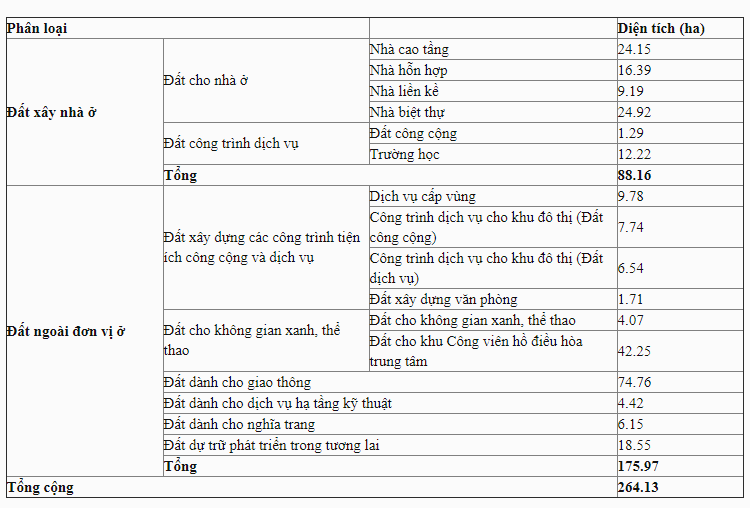 Phân loại Diện tích (ha)
Đất xây nhà ở
Đất cho nhà ở
Nhà cao tầng 24.15
Nhà hỗn hợp 16.39
Nhà liền kề 9.19
Nhà biệt thự 24.92
Đất công trình dịch vụ
Đất công cộng 1.29
Trường học 12.22
Tổng 88.16
Đất ngoài đơn vị ở
Đất xây dựng các công trình tiện
ích công cộng và dịch vụ
Dịch vụ cấp vùng 9.78
Công trình dịch vụ cho khu đô thị (Đất
công cộng) 7.74
Công trình dịch vụ cho khu đô thị (Đất
dịch vụ) 6.54
Đất xây dựng văn phòng 1.71
Đất cho không gian xanh, thể
thao
Đất cho không gian xanh, thể thao 4.07
Đất cho khu Công viên hồ điều hòa
trung tâm 42.25
Đất dành cho giao thông 74.76
Đất dành cho dịch vụ hạ tầng kỹ thuật 4.42
Đất dành cho nghĩa trang 6.15
Đất dự trữ phát triển trong tương lai 18.55
Tổng 175.97
Tổng cộng 264.13